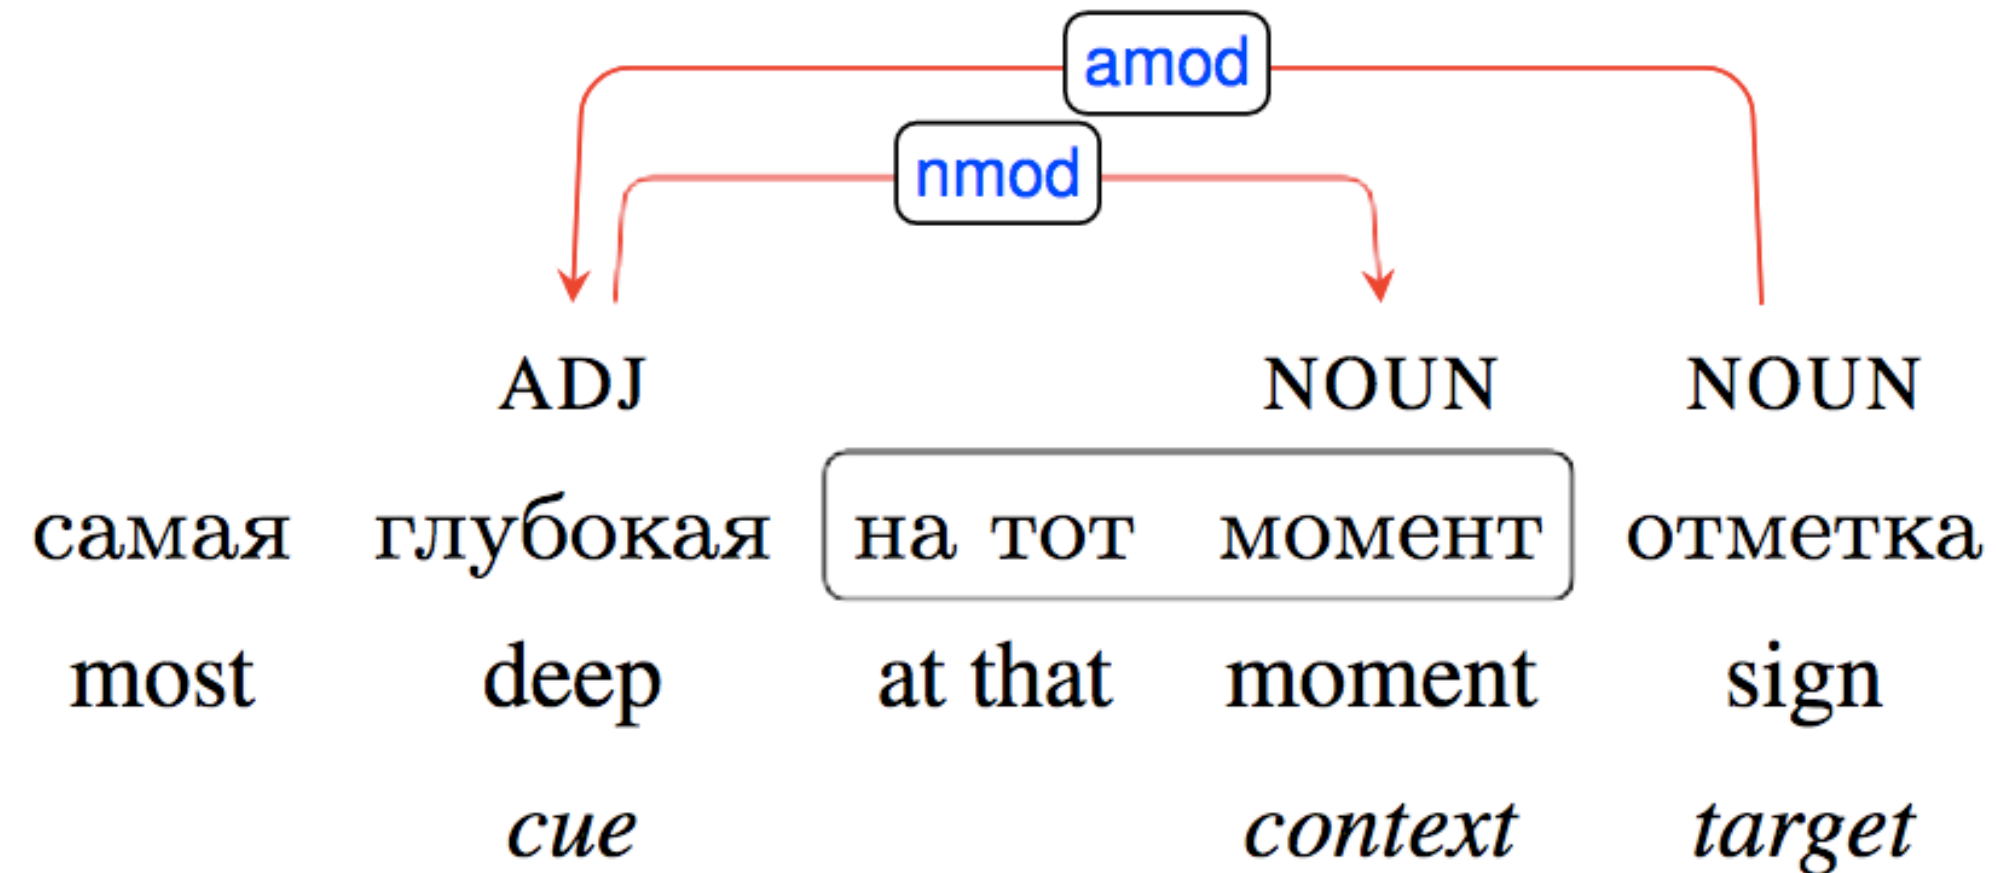 amod
nmod
ADJ NOUN NOUN
самая глубокая на тот момент отметка
most deep at that moment sign
cue context target